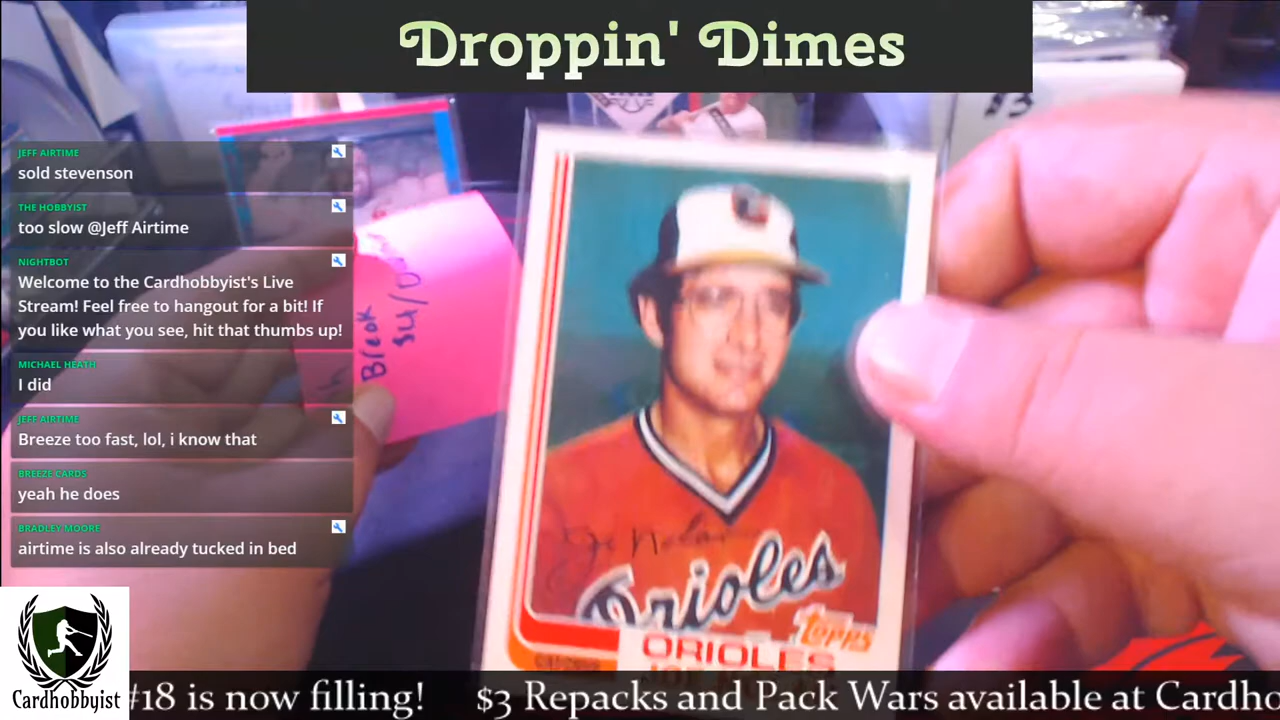 Droppin' Dimes
JEFF AIRTIME
sold stevenson
THE HOBBYIST
too slow @Jeff Airtime
NIGHTBOT
Welcome to the Cardhobbyist's Live
Stream! Feel free to hangout for a bit! If
you like what you see, hit that thumbs up!
MICHAEL HEATH
I did
JEFF AIRTIME
Breeze too fast, lol, i know that
BREEZE CARDS
yeah he does
BRADLEY MOORE
airtime is also already tucked in bed
Break
Joe Nolan
Orioles
topps
ORIOLES
CATCHER
Cardhobbyist
#18 is now filling! $3 Repacks and Pack Wars available at Cardho